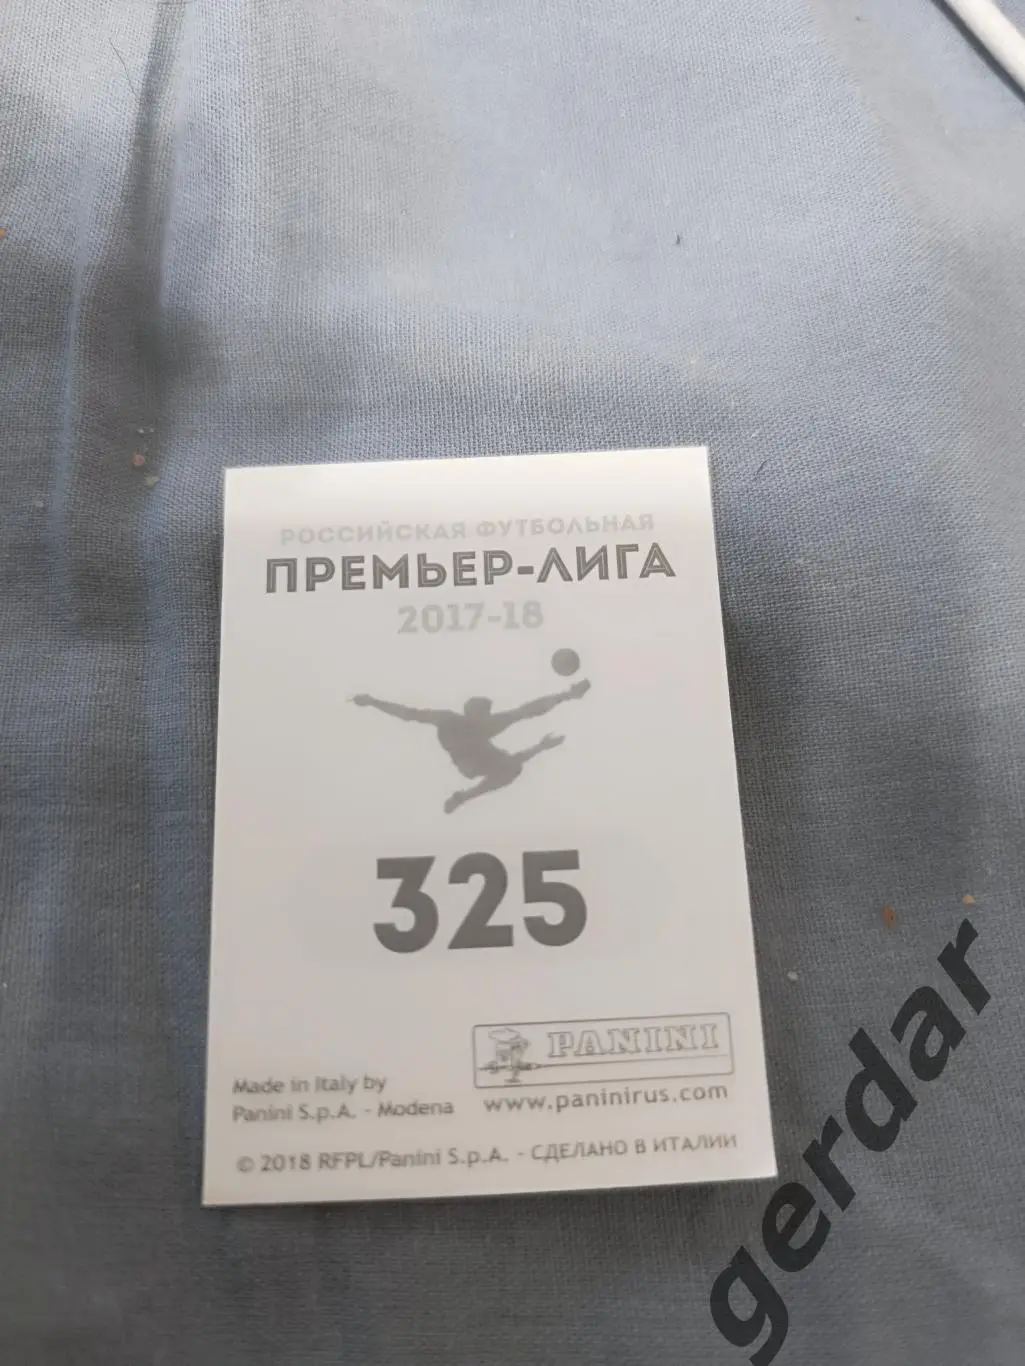 РОССИЙСКАЯ ФУТБОЛЬНАЯ
ПРЕМЬЕР-ЛИГА
2017-18
325
PANINI
Made in Italy by
Panini S.p.A. - Modena
www.paninirus.com
© 2018 RFPL/Panini S.p.A. - СДЕЛАНО В ИТАЛИИ
gerdar